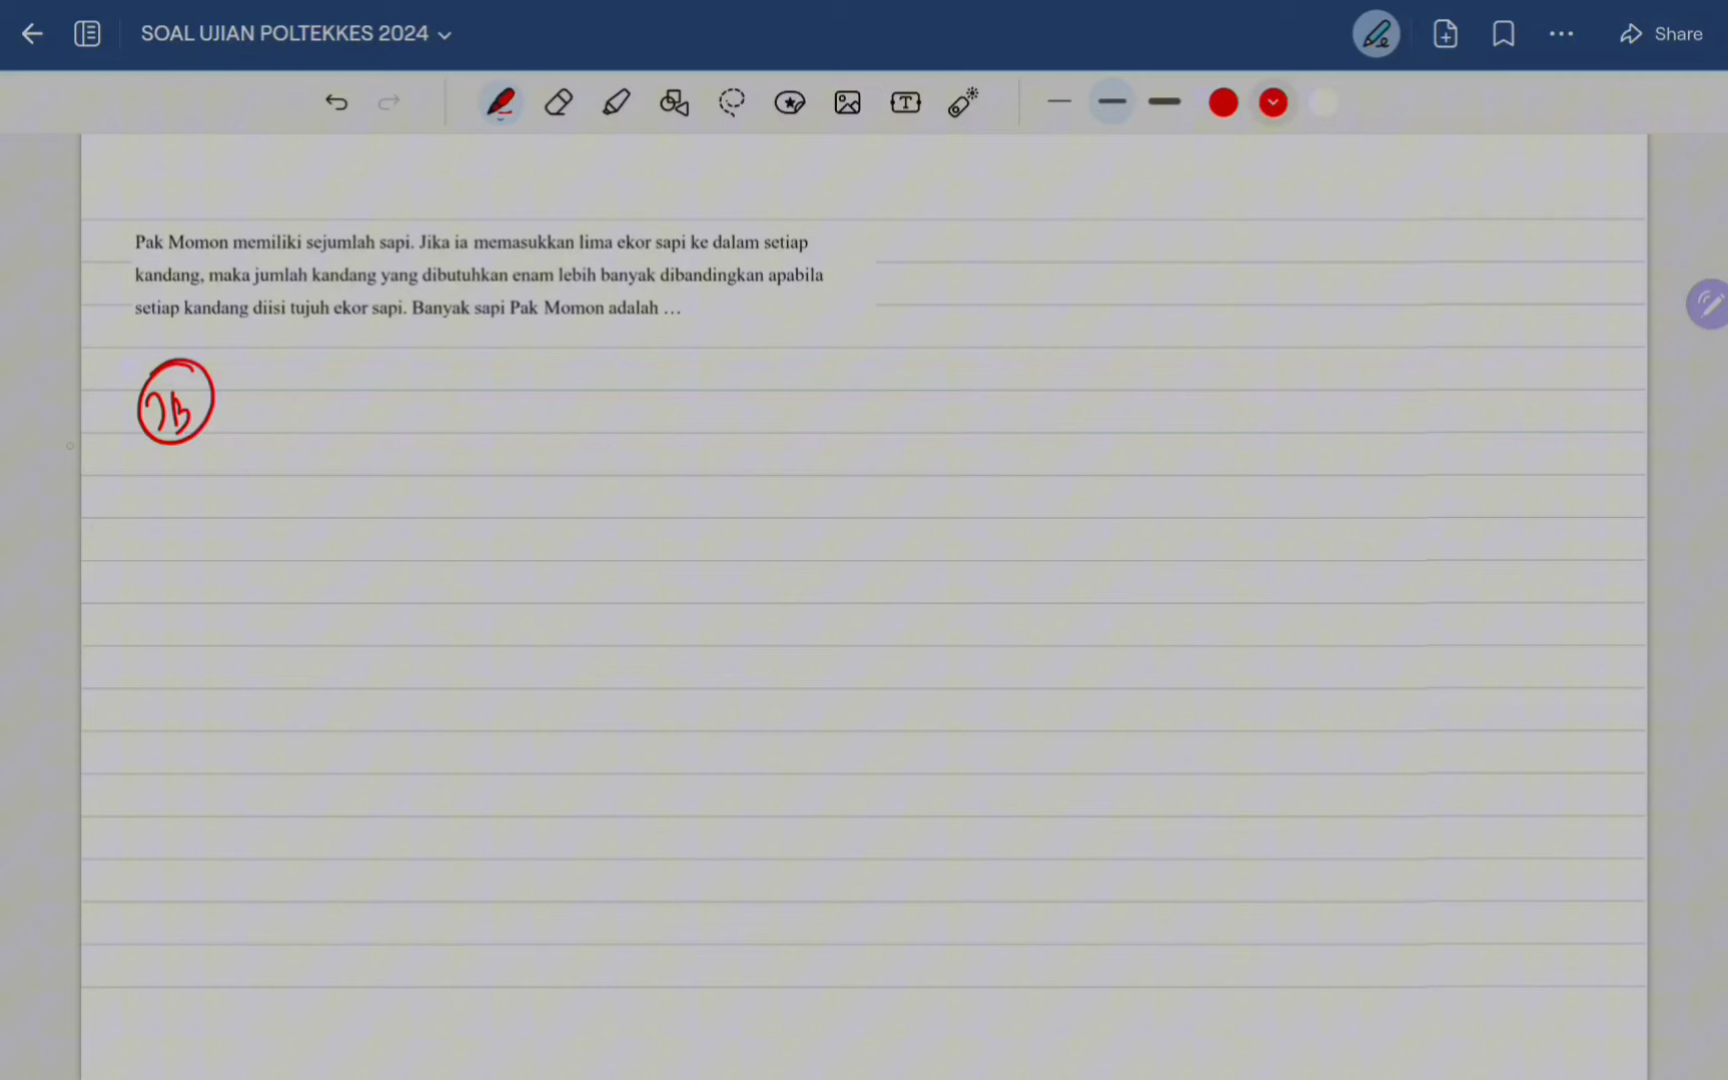 SOAL UJIAN POLTEKKES 2024
Share
Pak Momon memiliki sejumlah sapi. Jika ia memasukkan lima ekor sapi ke dalam setiap
kandang, maka jumlah kandang yang dibutuhkan enam lebih banyak dibandingkan apabila
setiap kandang diisi tujuh ekor sapi. Banyak sapi Pak Momon adalah …